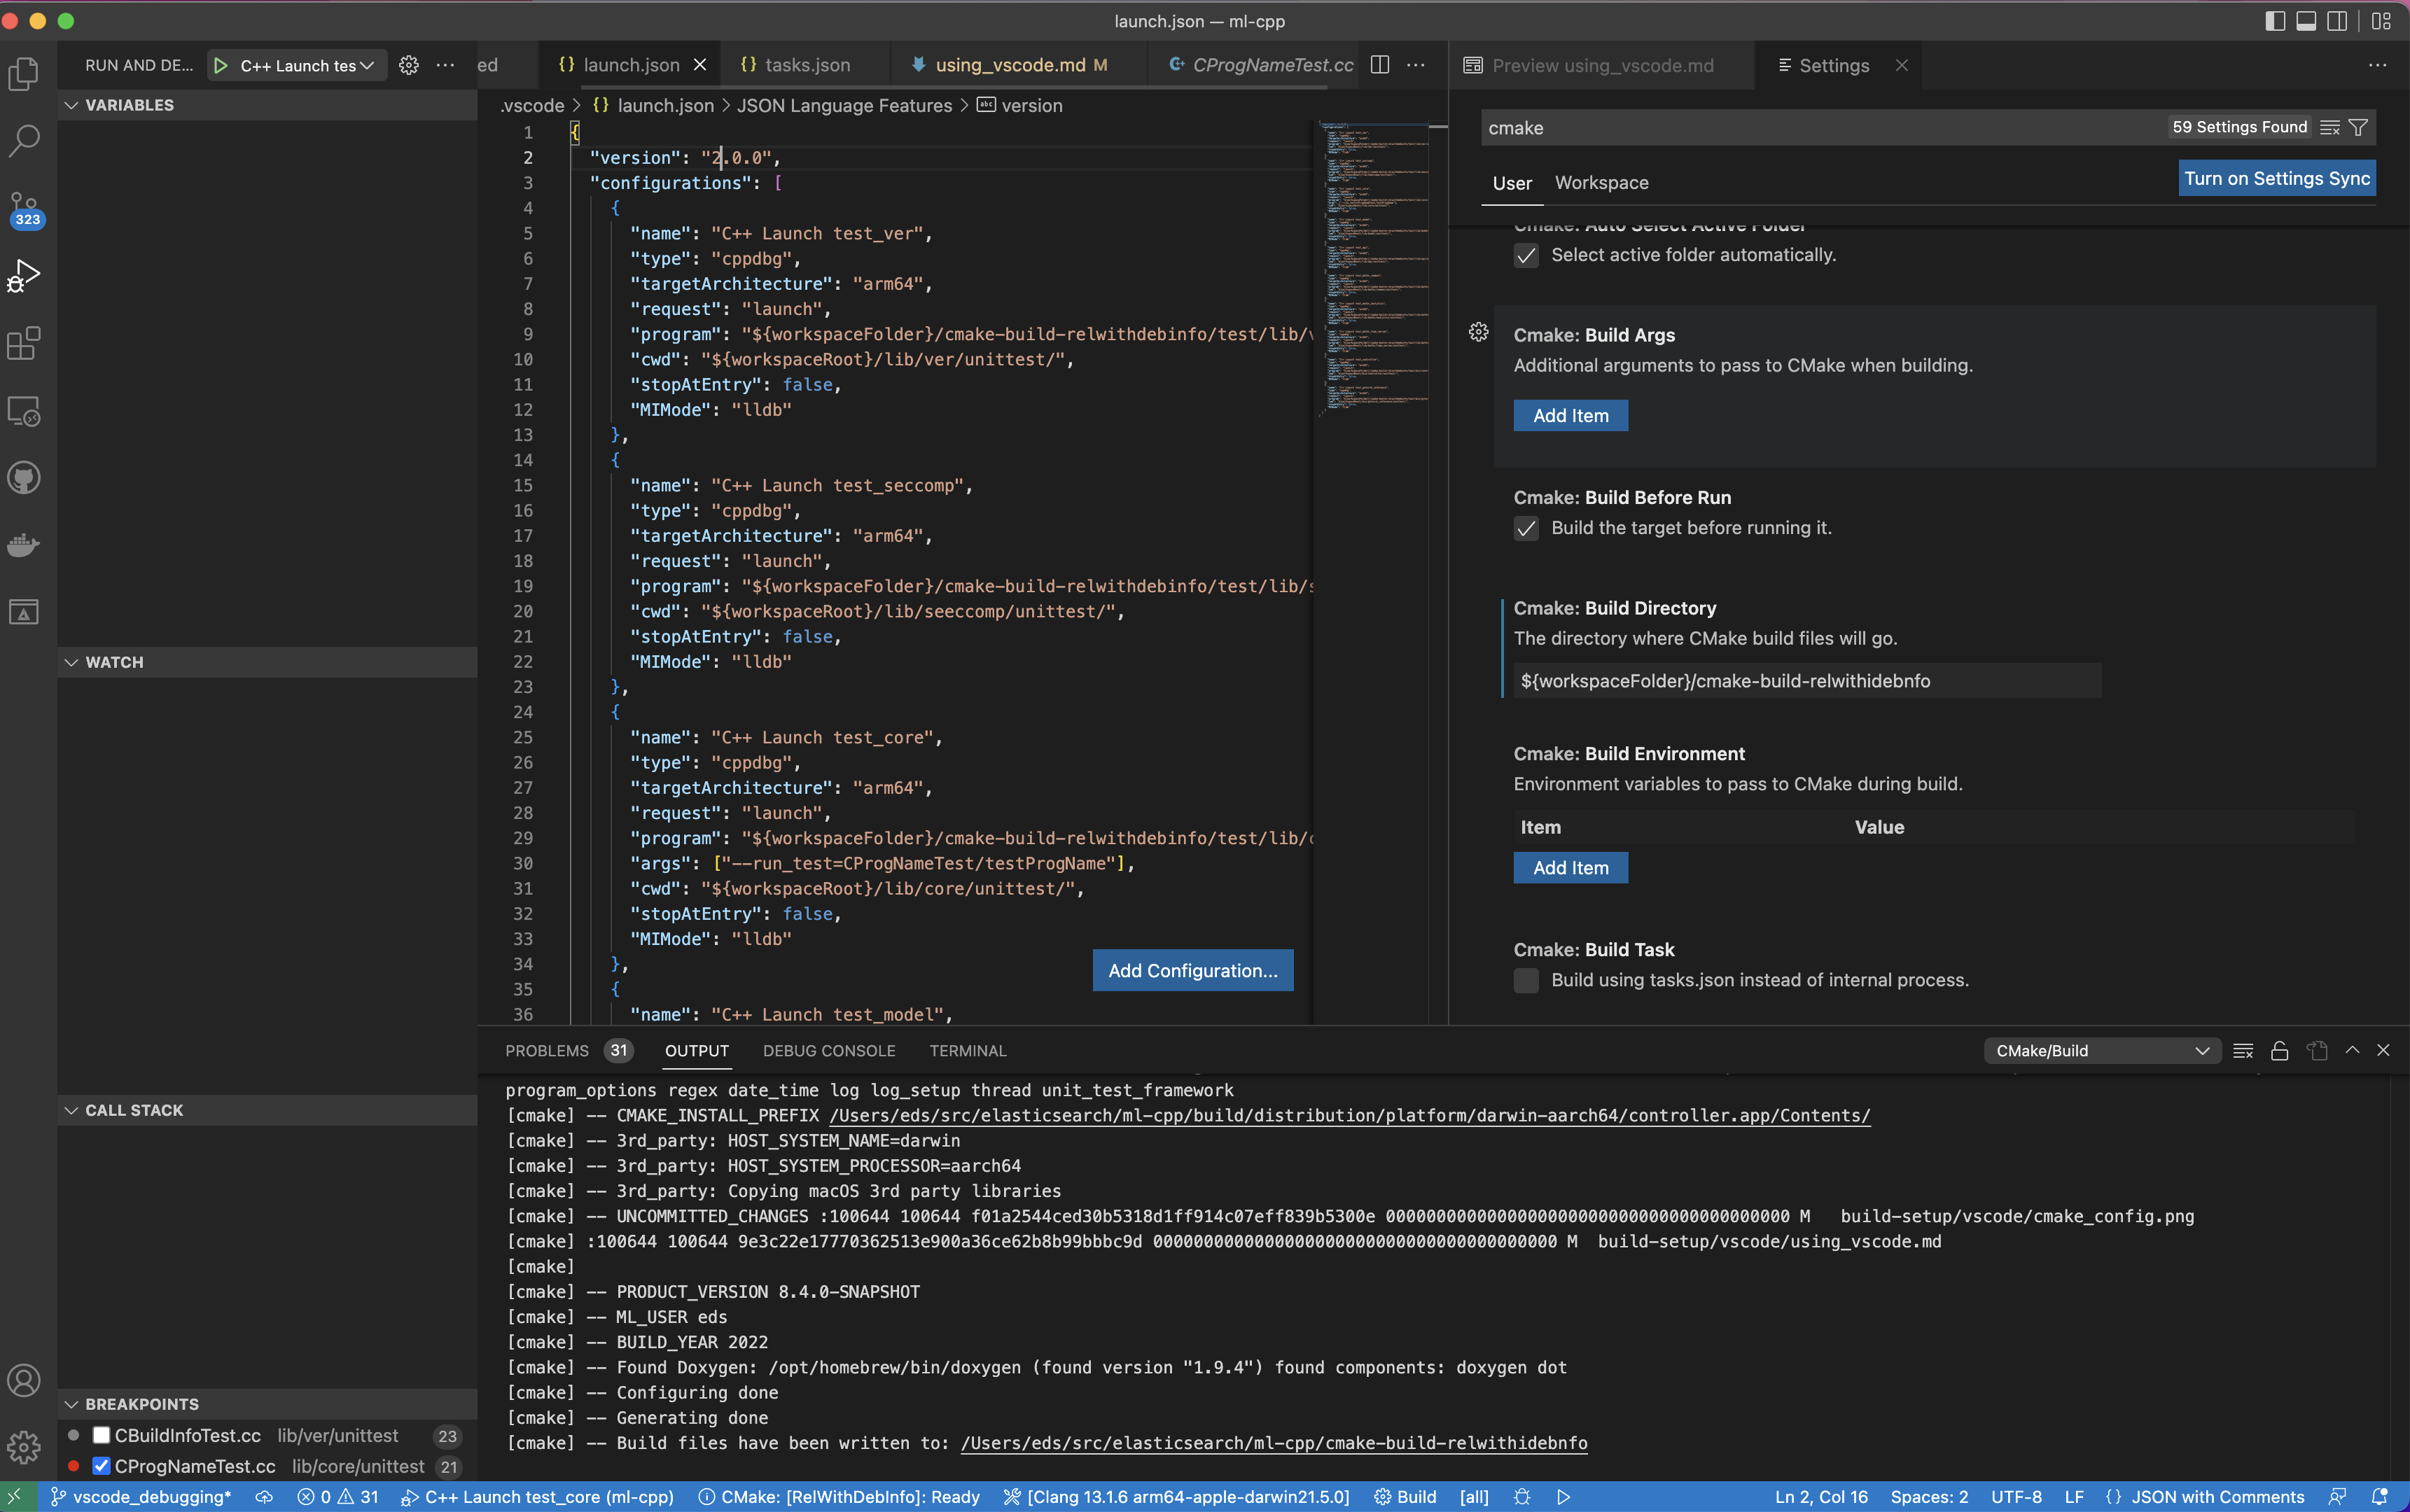 launch.json — ml-cpp
RUN AND DE...
C++ Launch tes
ed
launch.json
tasks.json
using_vscode.md M
CProgNameTest.cc
Preview using_vscode.md
Settings
VARIABLES
WATCH
CALL STACK
BREAKPOINTS
CBuildInfoTest.cc lib/ver/unittest 23
CProgNameTest.cc lib/core/unittest 21
323
.vscode > {} launch.json > JSON Language Features > abc version
1 {
2 "version": "2.0.0",
3 "configurations": [
4 {
5 "name": "C++ Launch test_ver",
6 "type": "cppdbg",
7 "targetArchitecture": "arm64",
8 "request": "launch",
9 "program": "${workspaceFolder}/cmake-build-relwithdebinfo/test/lib/
10 "cwd": "${workspaceRoot}/lib/ver/unittest/",
11 "stopAtEntry": false,
12 "MIMode": "lldb"
13 },
14 {
15 "name": "C++ Launch test_seccomp",
16 "type": "cppdbg",
17 "targetArchitecture": "arm64",
18 "request": "launch",
19 "program": "${workspaceFolder}/cmake-build-relwithdebinfo/test/lib/
20 "cwd": "${workspaceRoot}/lib/seeccomp/unittest/",
21 "stopAtEntry": false,
22 "MIMode": "lldb"
23 },
24 {
25 "name": "C++ Launch test_core",
26 "type": "cppdbg",
27 "targetArchitecture": "arm64",
28 "request": "launch",
29 "program": "${workspaceFolder}/cmake-build-relwithdebinfo/test/lib/
30 "args": ["--run_test=CProgNameTest/testProgName"],
31 "cwd": "${workspaceRoot}/lib/core/unittest/",
32 "stopAtEntry": false,
33 "MIMode": "lldb"
34 },
35 {
36 "name": "C++ Launch test_model",
Add Configuration...
cmake
59 Settings Found
User Workspace
Turn on Settings Sync
Cmake: Auto Select Active Folder
Select active folder automatically.
Cmake: Build Args
Additional arguments to pass to CMake when building.
Add Item
Cmake: Build Before Run
Build the target before running it.
Cmake: Build Directory
The directory where CMake build files will go.
${workspaceFolder}/cmake-build-relwithidebnfo
Cmake: Build Environment
Environment variables to pass to CMake during build.
Item Value
Add Item
Cmake: Build Task
Build using tasks.json instead of internal process.
PROBLEMS 31 OUTPUT DEBUG CONSOLE TERMINAL
CMake/Build
program_options regex date_time log log_setup thread unit_test_framework
[cmake] -- CMAKE_INSTALL_PREFIX /Users/eds/src/elasticsearch/ml-cpp/build/distribution/platform/darwin-aarch64/controller.app/Contents/
[cmake] -- 3rd_party: HOST_SYSTEM_NAME=darwin
[cmake] -- 3rd_party: HOST_SYSTEM_PROCESSOR=aarch64
[cmake] -- 3rd_party: Copying macOS 3rd party libraries
[cmake] -- UNCOMMITTED_CHANGES :100644 100644 f01a2544ced30b5318d1ff914c07eff839b5300e 0000000000000000000000000000000000000000 M build-setup/vscode/cmake_config.png
[cmake] :100644 100644 9e3c22e17770362513e900a36ce62b8b99bbbc9d 0000000000000000000000000000000000000000 M build-setup/vscode/using_vscode.md
[cmake]
[cmake] -- PRODUCT_VERSION 8.4.0-SNAPSHOT
[cmake] -- ML_USER eds
[cmake] -- BUILD_YEAR 2022
[cmake] -- Found Doxygen: /opt/homebrew/bin/doxygen (found version "1.9.4") found components: doxygen dot
[cmake] -- Configuring done
[cmake] -- Generating done
[cmake] -- Build files have been written to: /Users/eds/src/elasticsearch/ml-cpp/cmake-build-relwithidebnfo
vscode_debugging* 0 31 C++ Launch test_core (ml-cpp) CMake: [RelWithDebInfo]: Ready [Clang 13.1.6 arm64-apple-darwin21.5.0] Build [all] Ln 2, Col 16 Spaces: 2 UTF-8 LF {} JSON with Comments